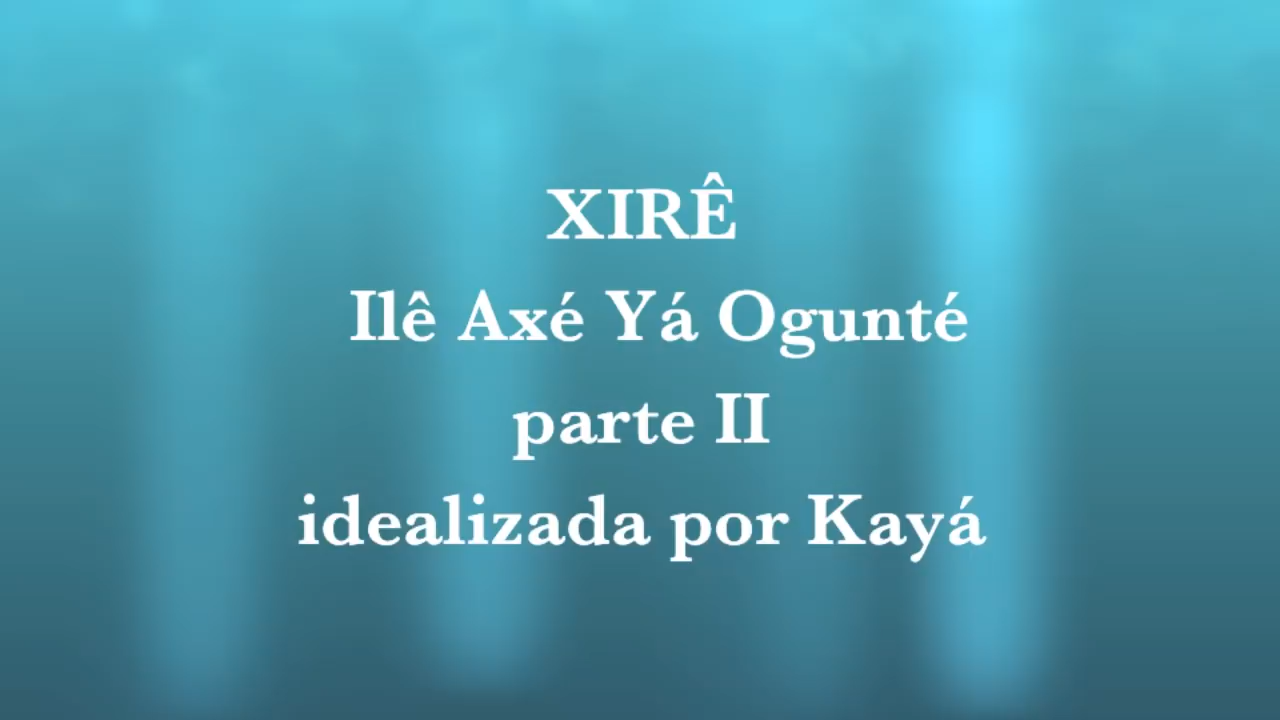 XIRÊ
Ilê Axé Yá Ogunté
parte II
idealizada por Kayá